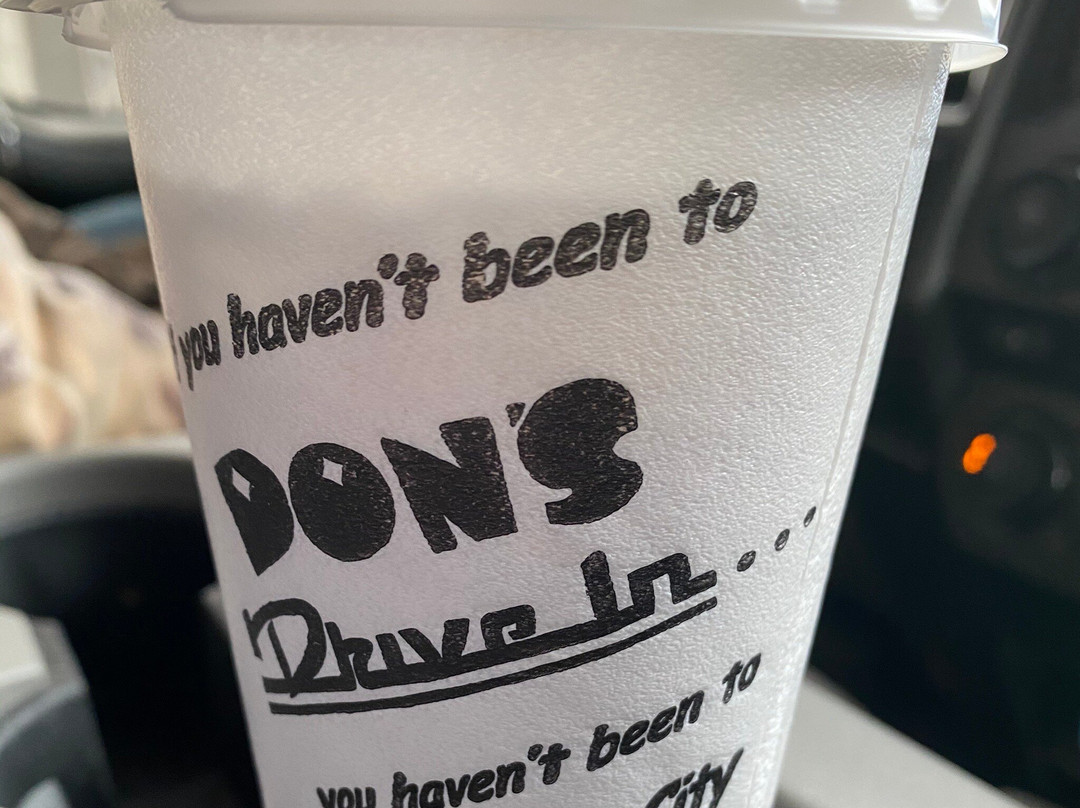 you haven't been to
DON'S
Drive In....
you haven't been to
City